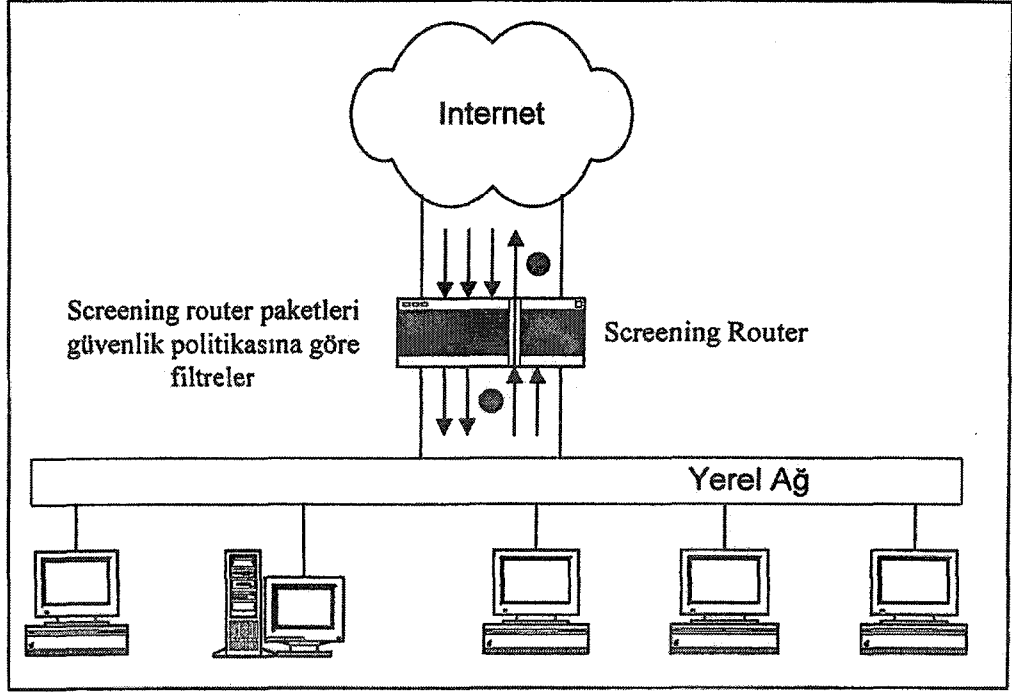 Internet
Screening router paketleri
güvenlik politikasına göre
filtreler
Screening Router
Yerel Ağ